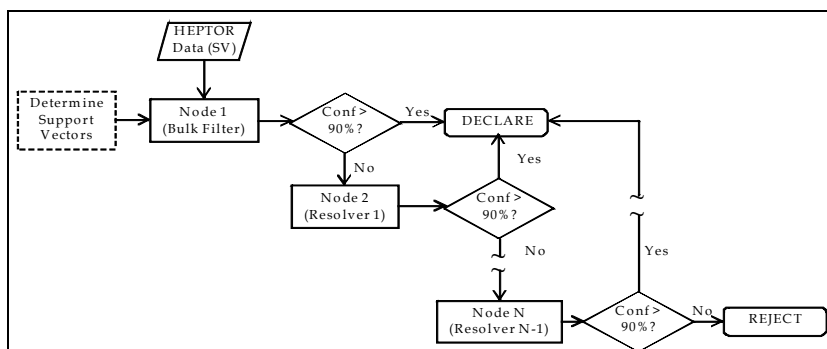 HEPTOR
Data (SV)
Determine
Support
Vectors
Node 1
(Bulk Filter)
Conf >
90%?
Yes
DECLARE
No
Yes
Node 2
(Resolver 1)
Conf >
90%?
No
Yes
Node N
(Resolver N-1)
Conf >
90%?
No
REJECT